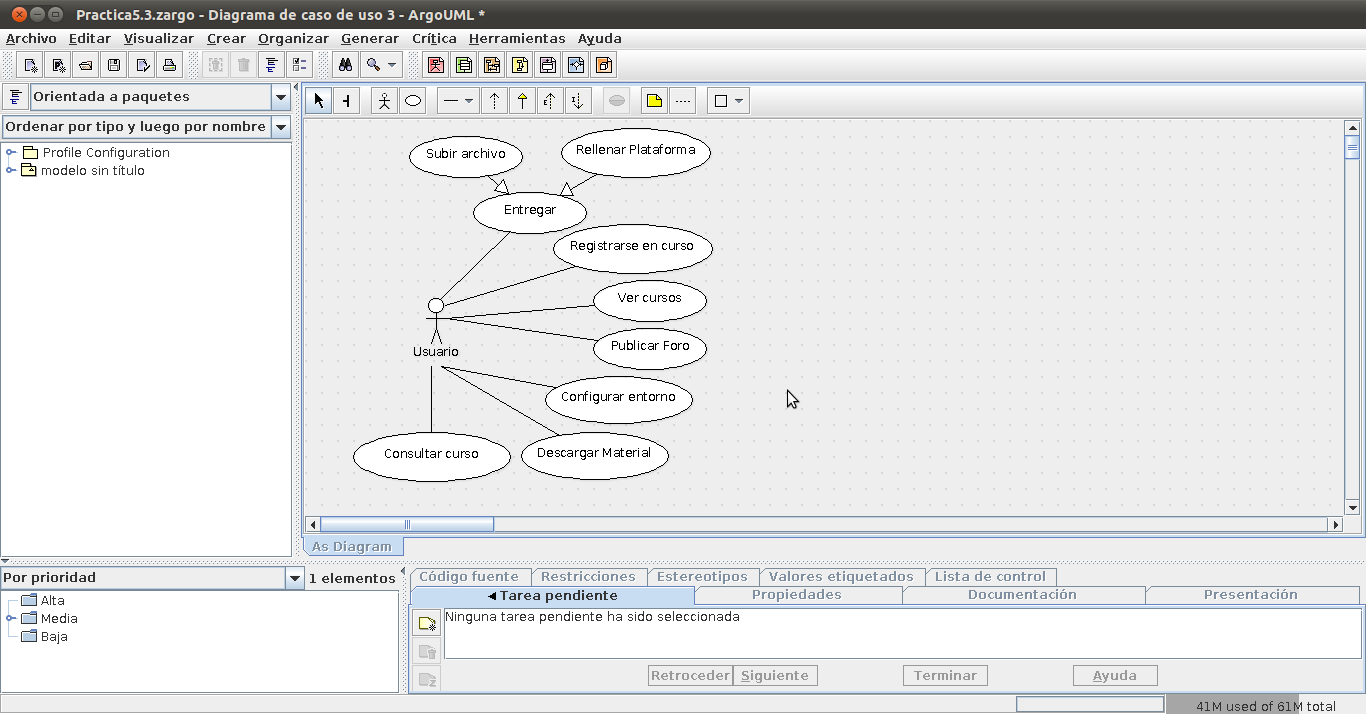 Practica5.3.zargo - Diagrama de caso de uso 3 - ArgoUML *
Archivo Editar Visualizar Crear Organizar Generar Crítica Herramientas Ayuda
Orientada a paquetes
Ordenar por tipo y luego por nombre
Profile Configuration
modelo sin título
Subir archivo
Rellenar Plataforma
Entregar
Registrarse en curso
Ver cursos
Publicar Foro
Usuario
Configurar entorno
Consultar curso
Descargar Material
As Diagram
Por prioridad
1 elementos
Alta
Media
Baja
Código fuente Restricciones Estereotipos Valores etiquetados Lista de control
Tarea pendiente Propiedades Documentación Presentación
Ninguna tarea pendiente ha sido seleccionada
Retroceder Siguiente Terminar Ayuda
41M used of 61M total